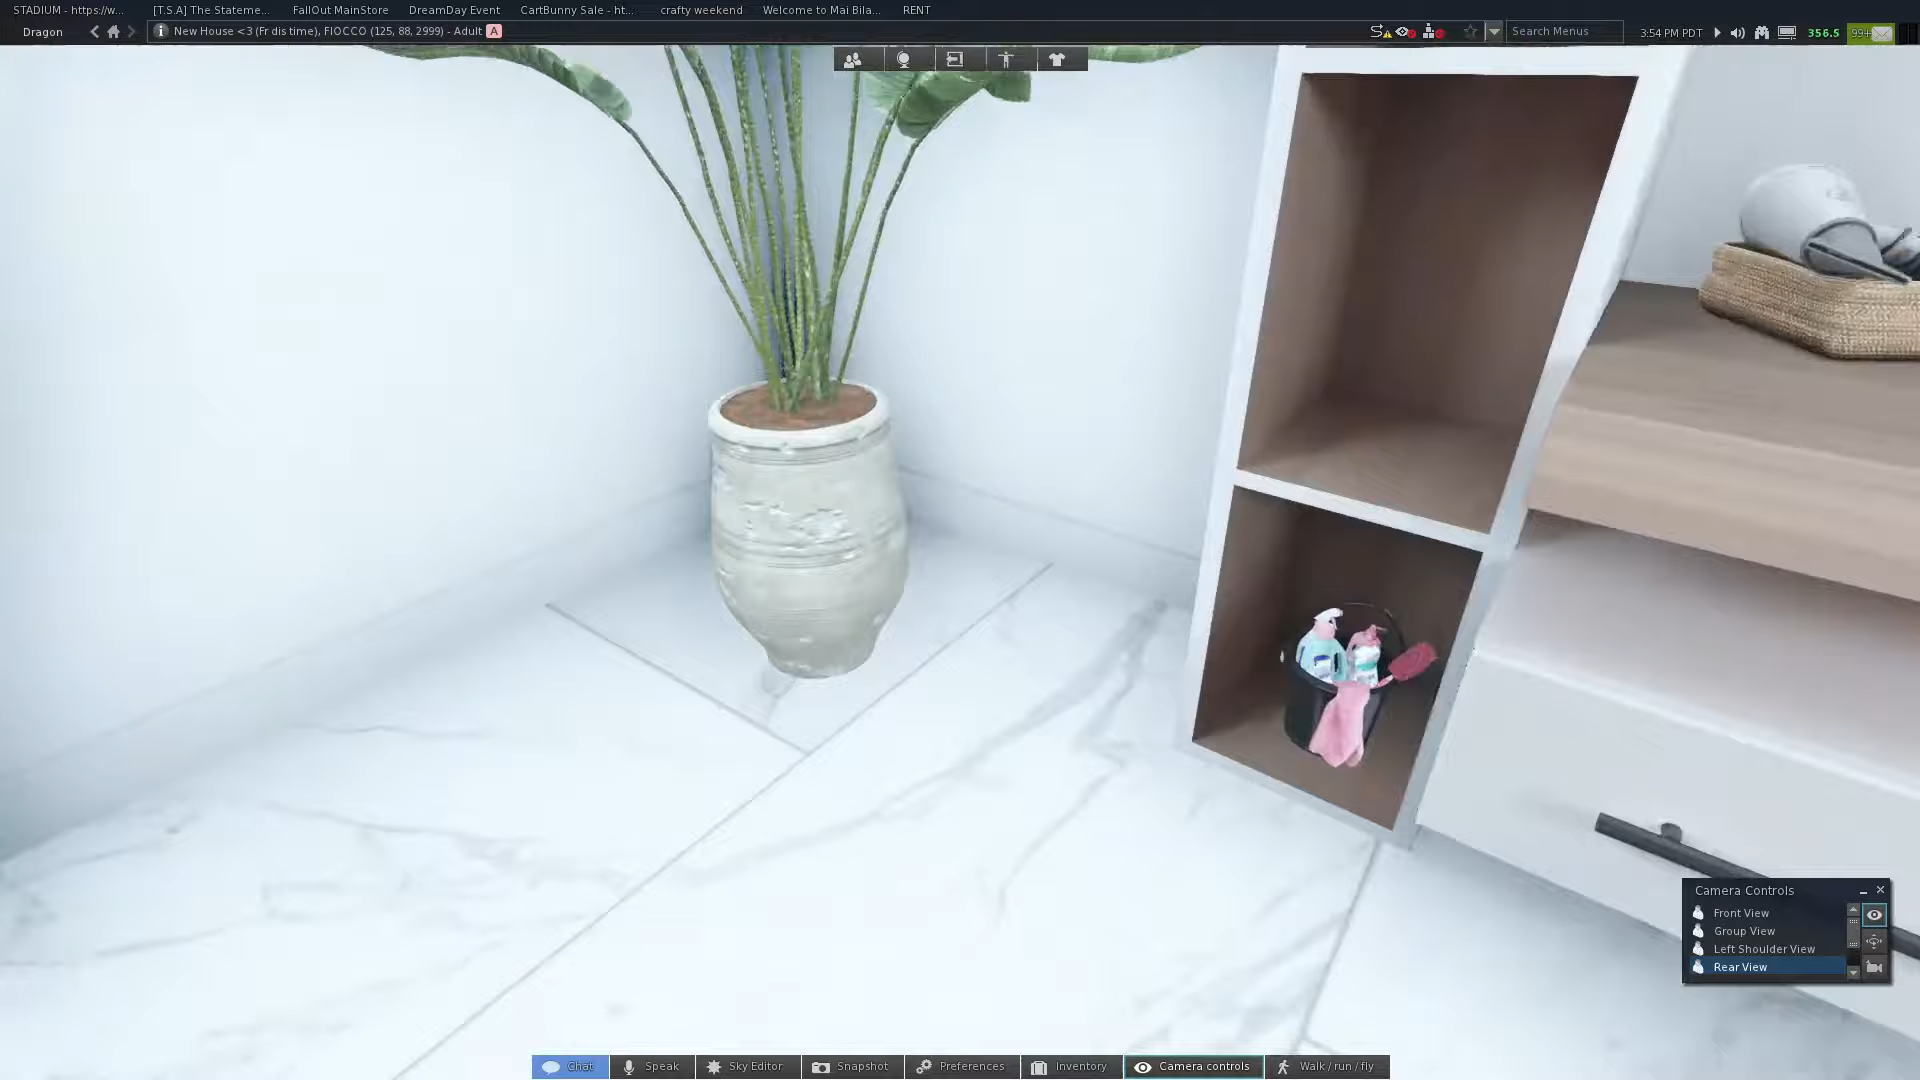 STADIUM - https://w...
[T.S.A] The Stateme...
FallOut MainStore
DreamDay Event
CartBunny Sale - ht...
crafty weekend
Welcome to Mai Bila...
RENT
Dragon
New House <3 (Fr dis time), FIOCCO (125, 88, 2999) - Adult A
Search Menus
3:54 PM PDT
356.5
99+
Camera Controls
Front View
Group View
Left Shoulder View
Rear View
Chat
Speak
Sky Editor
Snapshot
Preferences
Inventory
Camera controls
Walk / run / fly